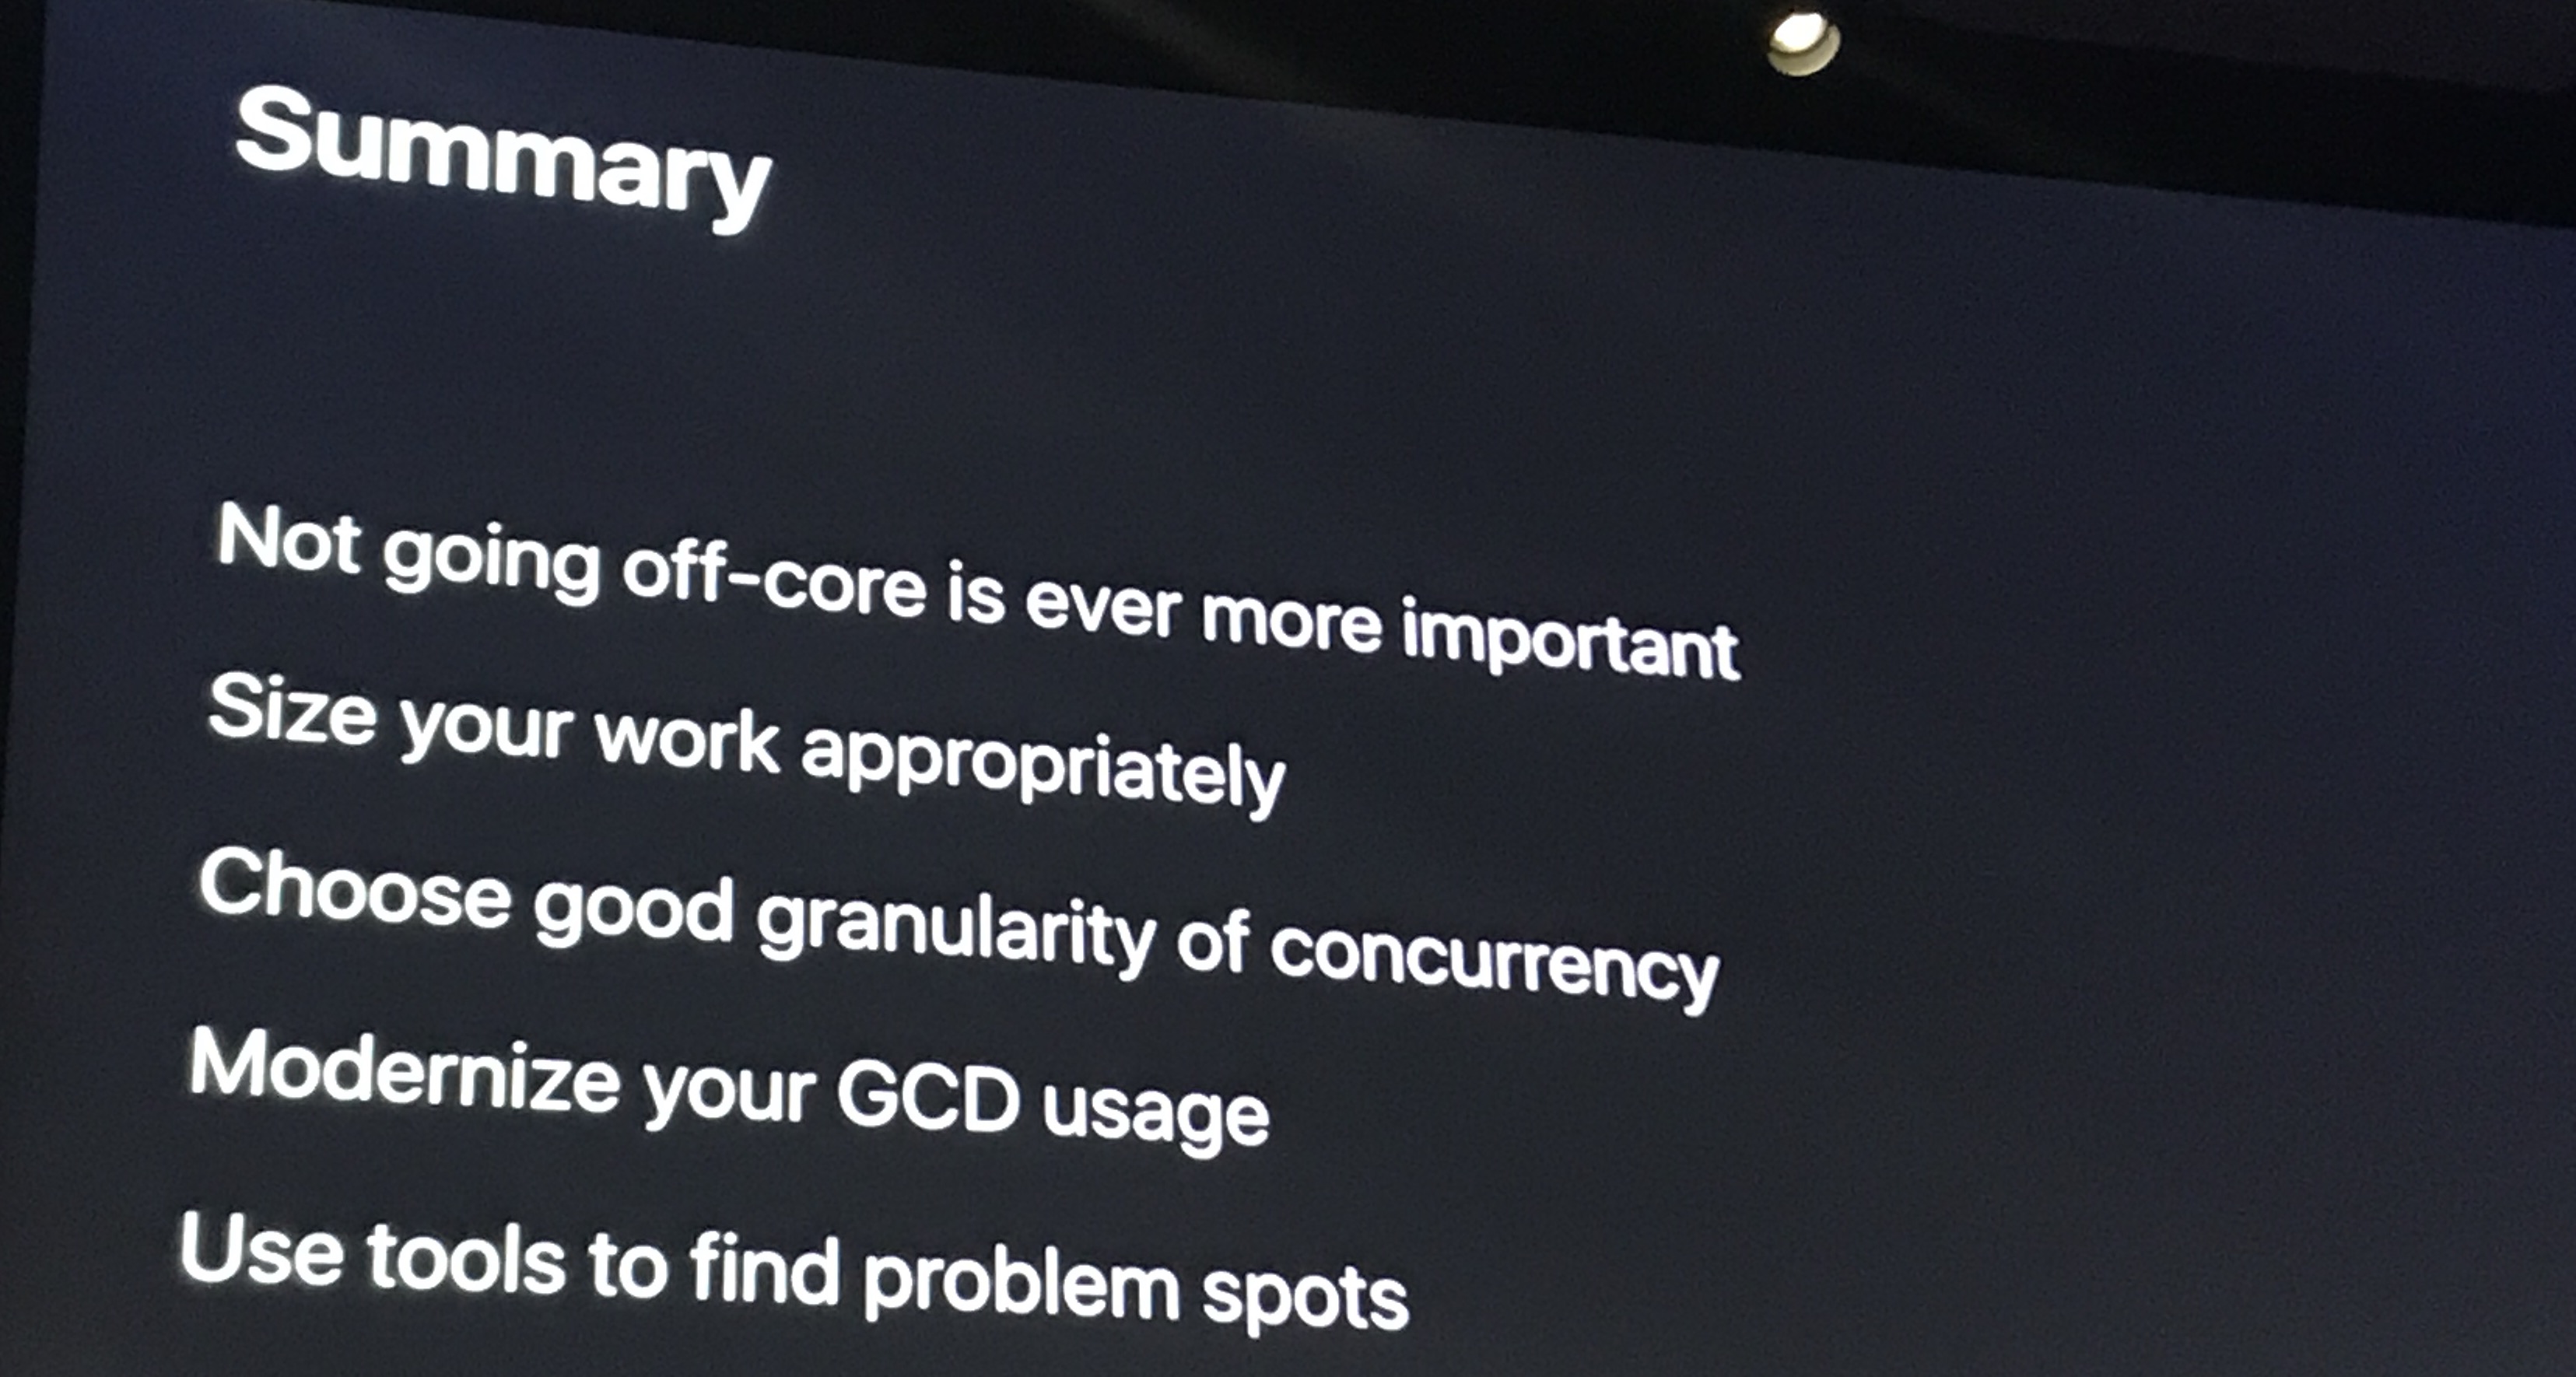 Summary
Not going off-core is ever more important
Size your work appropriately
Choose good granularity of concurrency
Modernize your GCD usage
Use tools to find problem spots